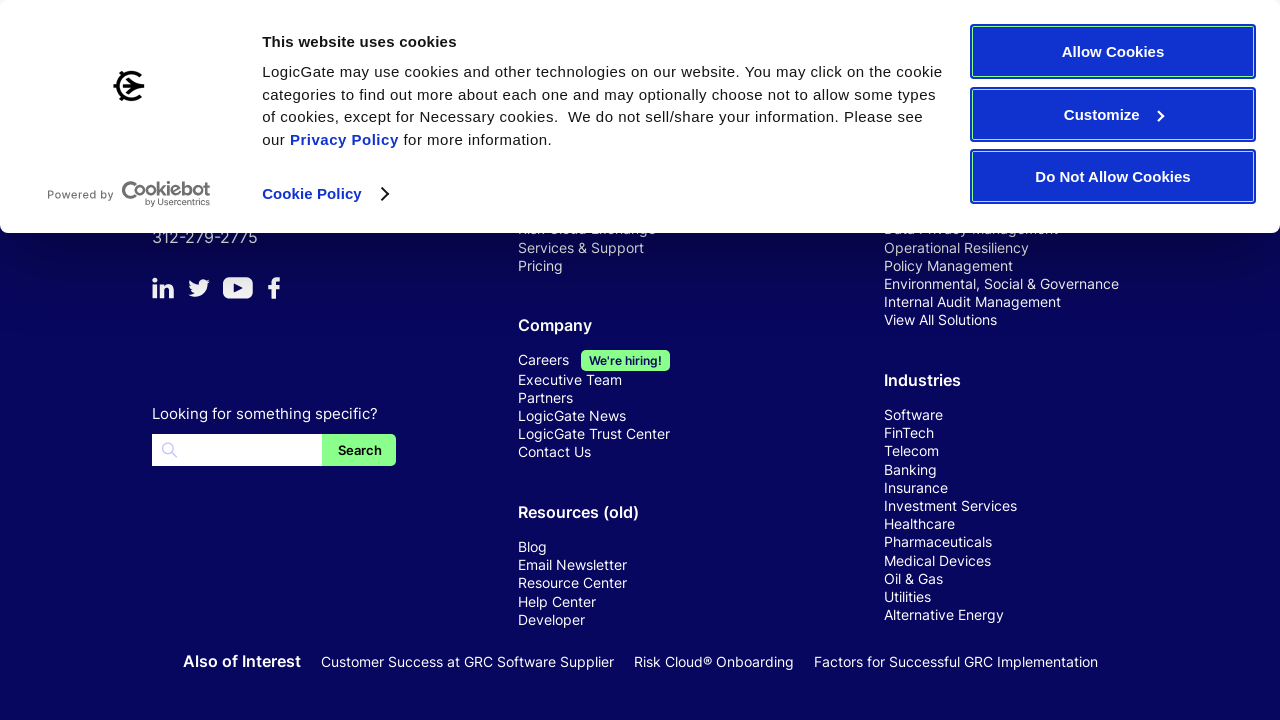 This website uses cookies
LogicGate may use cookies and other technologies on our website. You may click on the cookie
categories to find out more about each one and may optionally choose not to allow some types
of cookies, except for Necessary cookies.  We do not sell/share your information. Please see
our Privacy Policy for more information.
Cookie Policy
Powered by Cookiebot
by Usercentrics
Allow Cookies
Customize
Do Not Allow Cookies
312-279-2775
Looking for something specific?
Search
Risk Cloud Exchange
Services & Support
Pricing
Company
Careers We're hiring!
Executive Team
Partners
LogicGate News
LogicGate Trust Center
Contact Us
Resources (old)
Blog
Email Newsletter
Resource Center
Help Center
Developer
Data Privacy Management
Operational Resiliency
Policy Management
Environmental, Social & Governance
Internal Audit Management
View All Solutions
Industries
Software
FinTech
Telecom
Banking
Insurance
Investment Services
Healthcare
Pharmaceuticals
Medical Devices
Oil & Gas
Utilities
Alternative Energy
Also of Interest Customer Success at GRC Software Supplier Risk Cloud® Onboarding Factors for Successful GRC Implementation